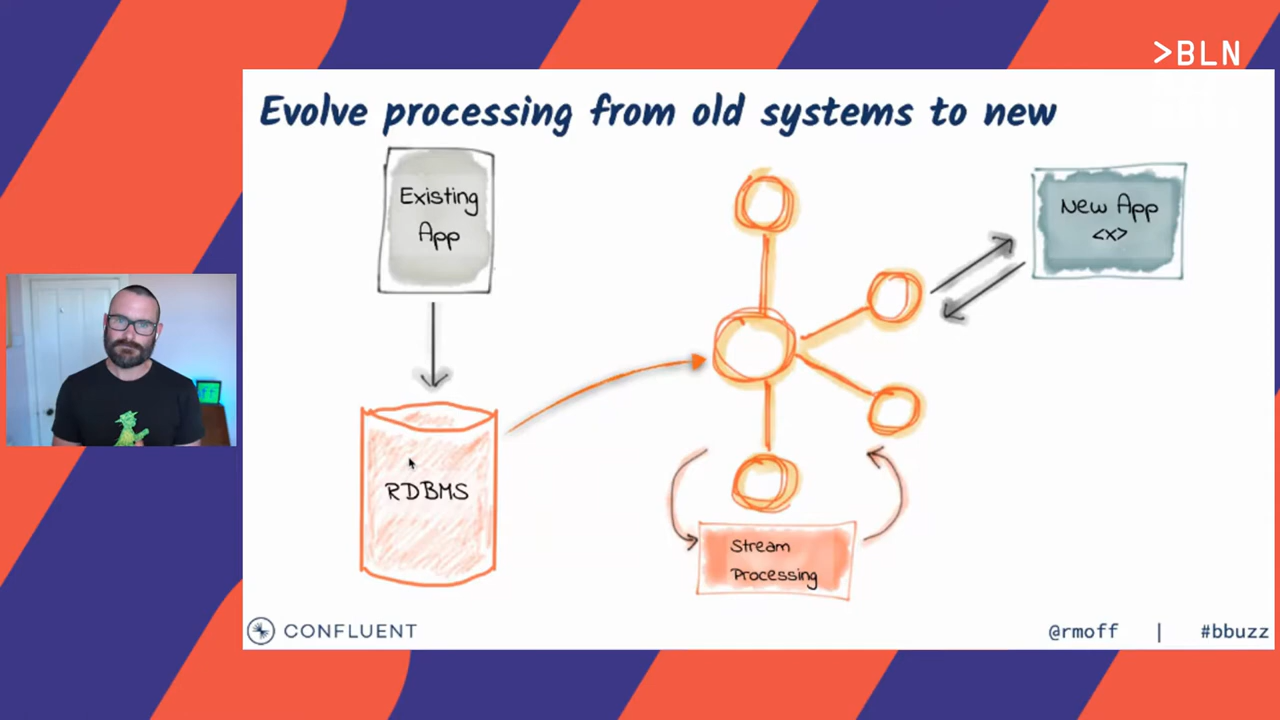 >BLN
Evolve processing from old systems to new
Existing
App
New App
<x>
RDBMS
Stream
Processing
CONFLUENT
@rmoff | #bbuzz